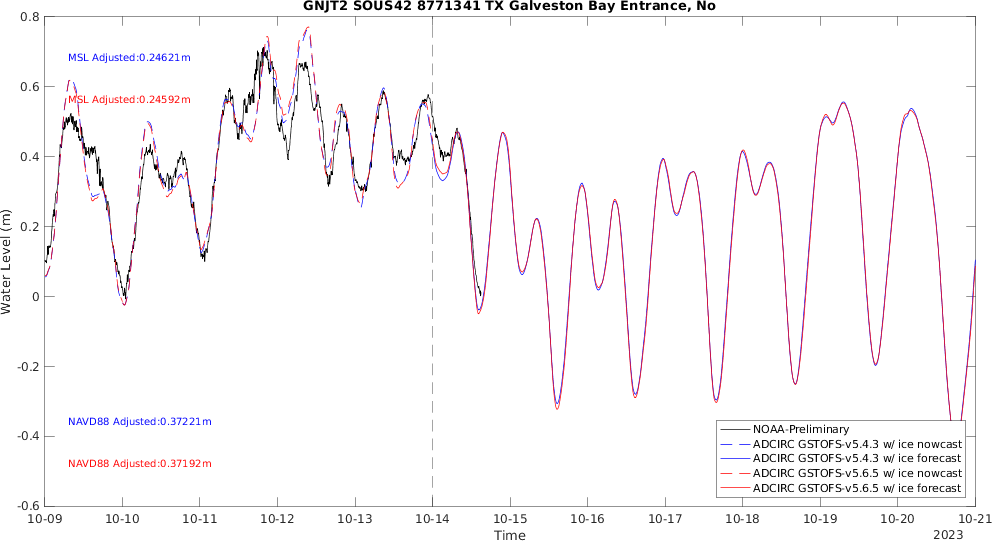 GNJT2 SOUS42 8771341 TX Galveston Bay Entrance, No
0.8
0.6
0.4
0.2
0
-0.2
-0.4
-0.6
Water Level (m)
MSL Adjusted:0.24621m
MSL Adjusted:0.24592m
NAVD88 Adjusted:0.37221m
NAVD88 Adjusted:0.37192m
NOAA-Preliminary
ADCIRC GSTOFS-v5.4.3 w/ ice nowcast
ADCIRC GSTOFS-v5.4.3 w/ ice forecast
ADCIRC GSTOFS-v5.6.5 w/ ice nowcast
ADCIRC GSTOFS-v5.6.5 w/ ice forecast
10-09 10-10 10-11 10-12 10-13 10-14 10-15 10-16 10-17 10-18 10-19 10-20 10-21
Time
2023